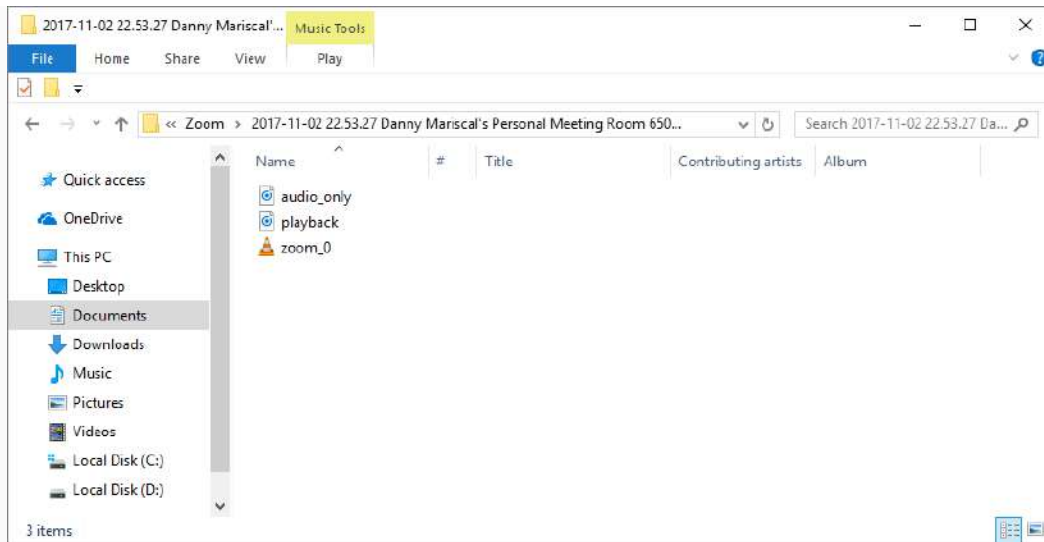 2017-11-02 22.53.27 Danny Mariscal'... Music Tools
File Home Share View Play
« Zoom > 2017-11-02 22.53.27 Danny Mariscal's Personal Meeting Room 650... Search 2017-11-02 22.53.27 Da...
Name # Title Contributing artists Album
Quick access
audio_only
OneDrive
playback
This PC
zoom_0
Desktop
Documents
Downloads
Music
Pictures
Videos
Local Disk (C:)
Local Disk (D:)
3 items